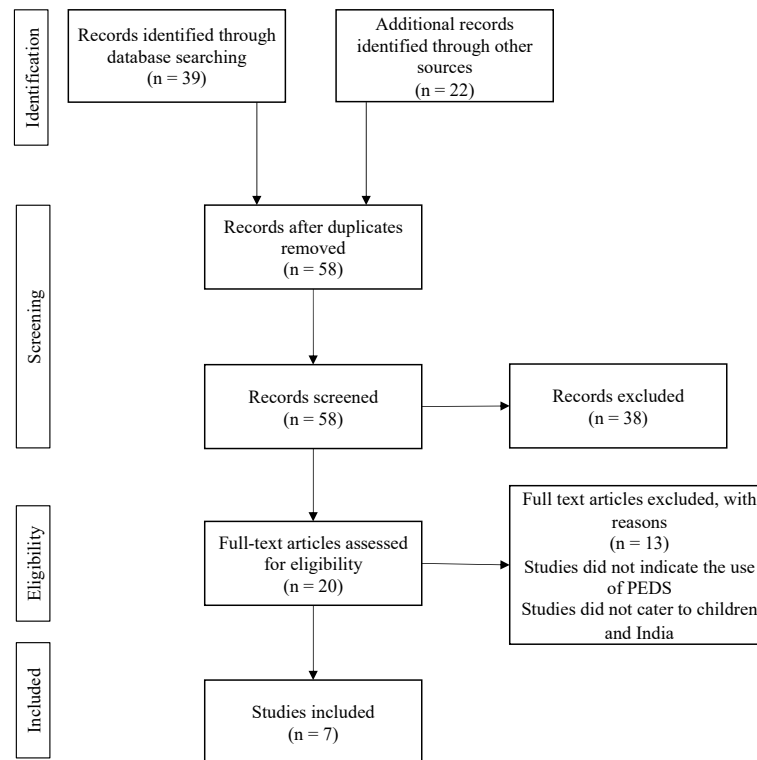 Identification
Records identified through
database searching
(n = 39)
Additional records
identified through other
sources
(n = 22)
Screening
Records after duplicates
removed
(n = 58)
Records screened
(n = 58)
Records excluded
(n = 38)
Eligibility
Full-text articles assessed
for eligibility
(n = 20)
Full text articles excluded, with
reasons
(n = 13)
Studies did not indicate the use
of PEDS
Studies did not cater to children
and India
Included
Studies included
(n = 7)